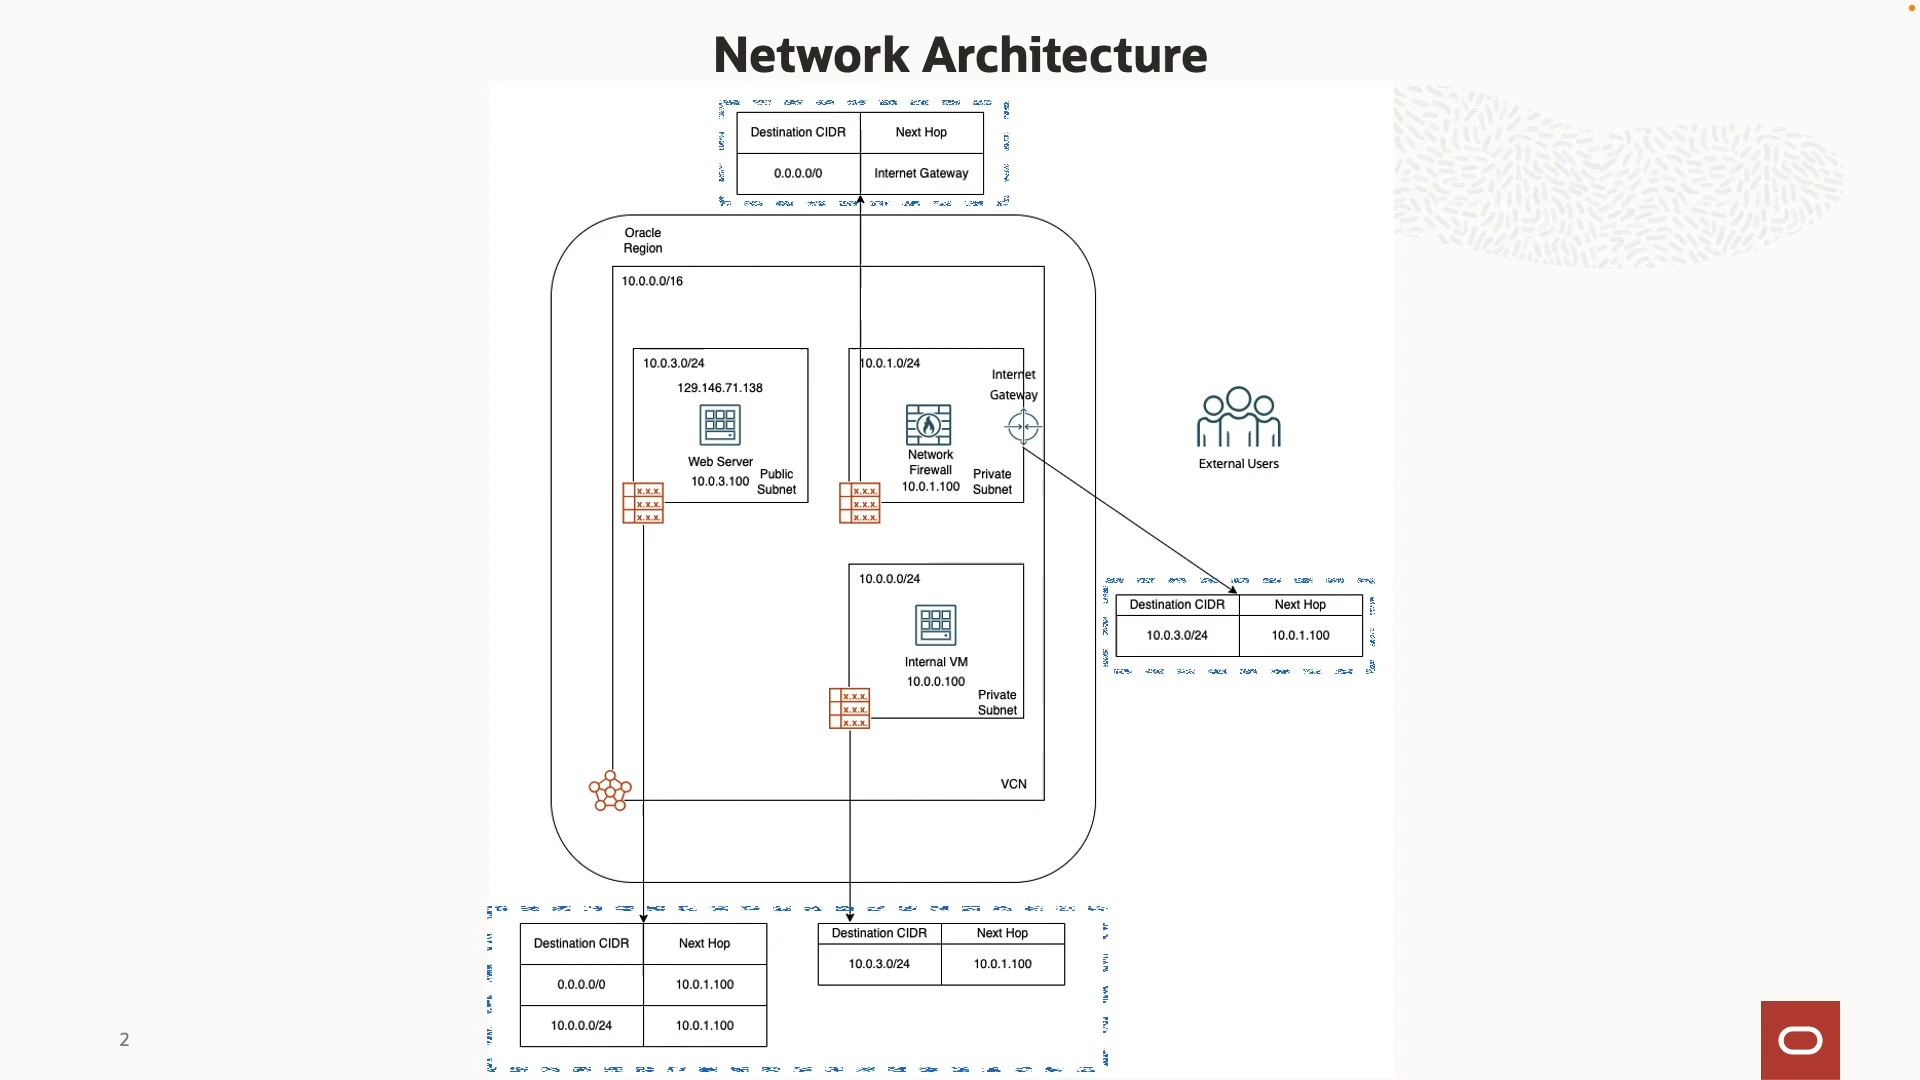 Network Architecture
Destination CIDR Next Hop
0.0.0.0/0 Internet Gateway
Oracle
Region
10.0.0.0/16
10.0.3.0/24
129.146.71.138
Web Server
10.0.3.100
Public
Subnet
x.x.x.
x.x.x.
x.x.x.
10.0.1.0/24
Internet
Gateway
Network
Firewall
10.0.1.100
Private
Subnet
x.x.x.
x.x.x.
x.x.x.
External Users
10.0.0.0/24
Internal VM
10.0.0.100
Private
Subnet
x.x.x.
x.x.x.
x.x.x.
VCN
Destination CIDR Next Hop
10.0.3.0/24 10.0.1.100
Destination CIDR Next Hop
0.0.0.0/0 10.0.1.100
10.0.0.0/24 10.0.1.100
Destination CIDR Next Hop
10.0.3.0/24 10.0.1.100
2